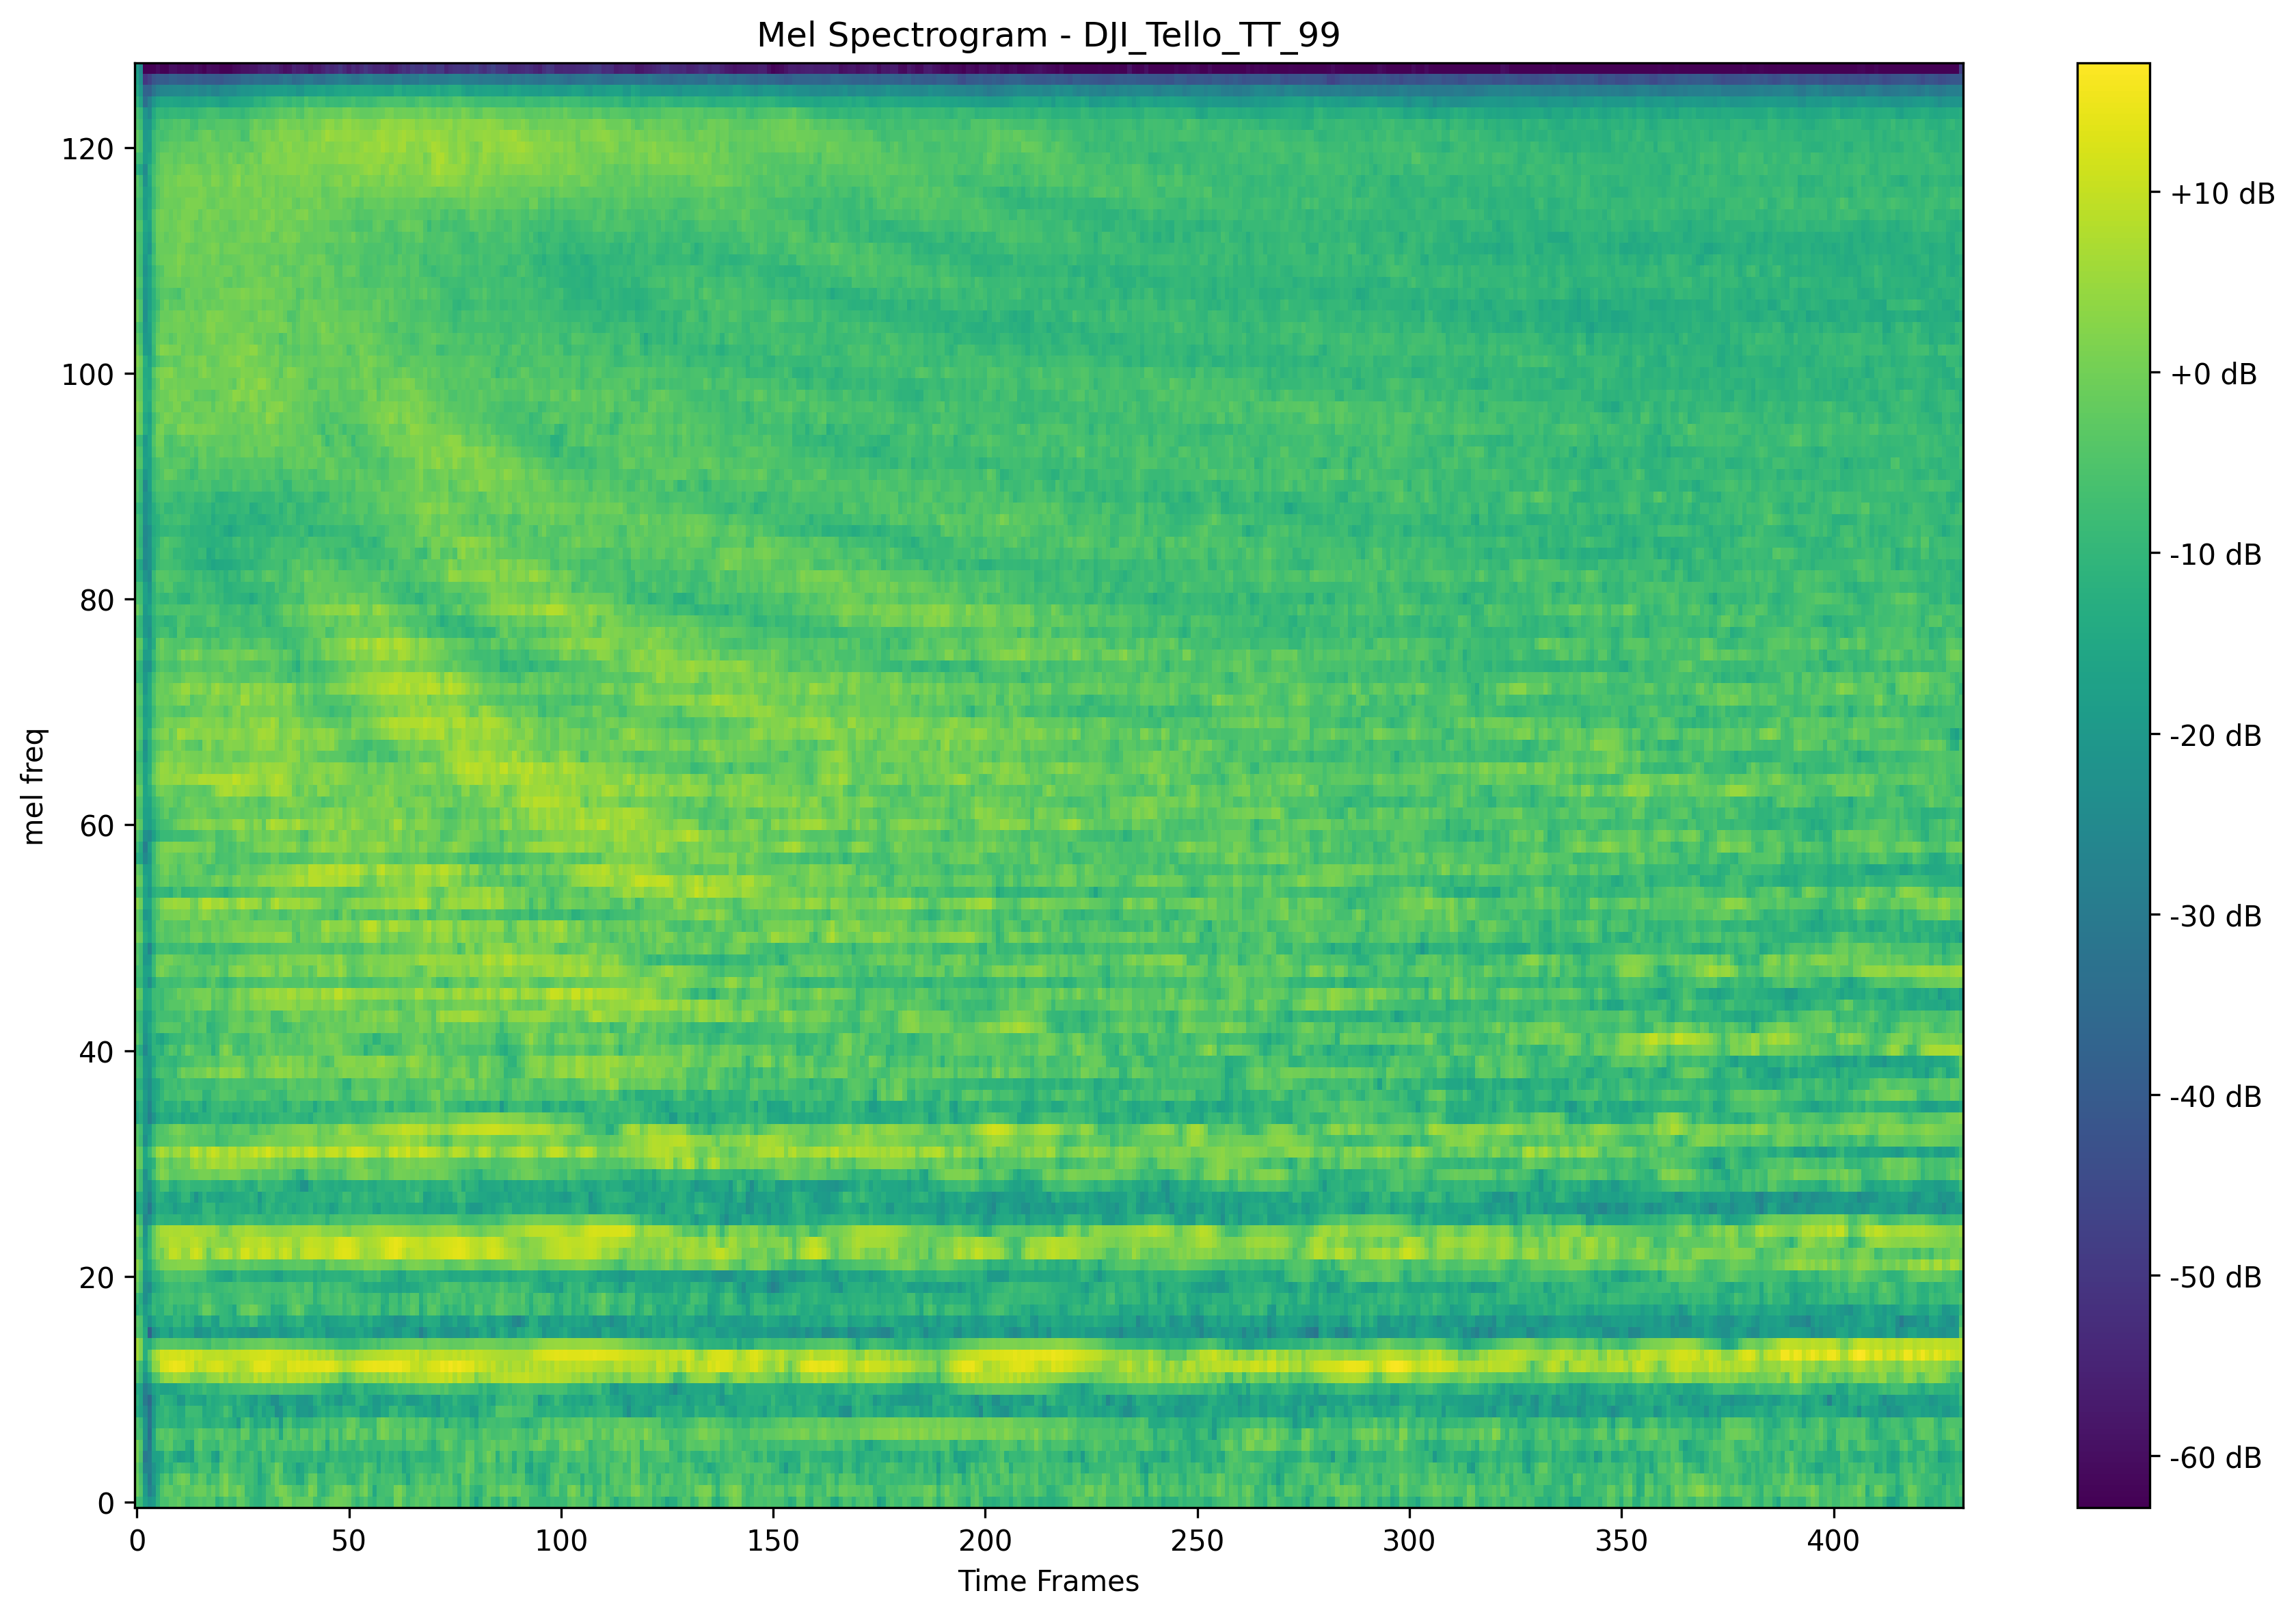 Mel Spectrogram - DJI_Tello_TT_99
120
100
80
60
40
20
0
mel freq
0 50 100 150 200 250 300 350 400
Time Frames
+10 dB
+0 dB
-10 dB
-20 dB
-30 dB
-40 dB
-50 dB
-60 dB